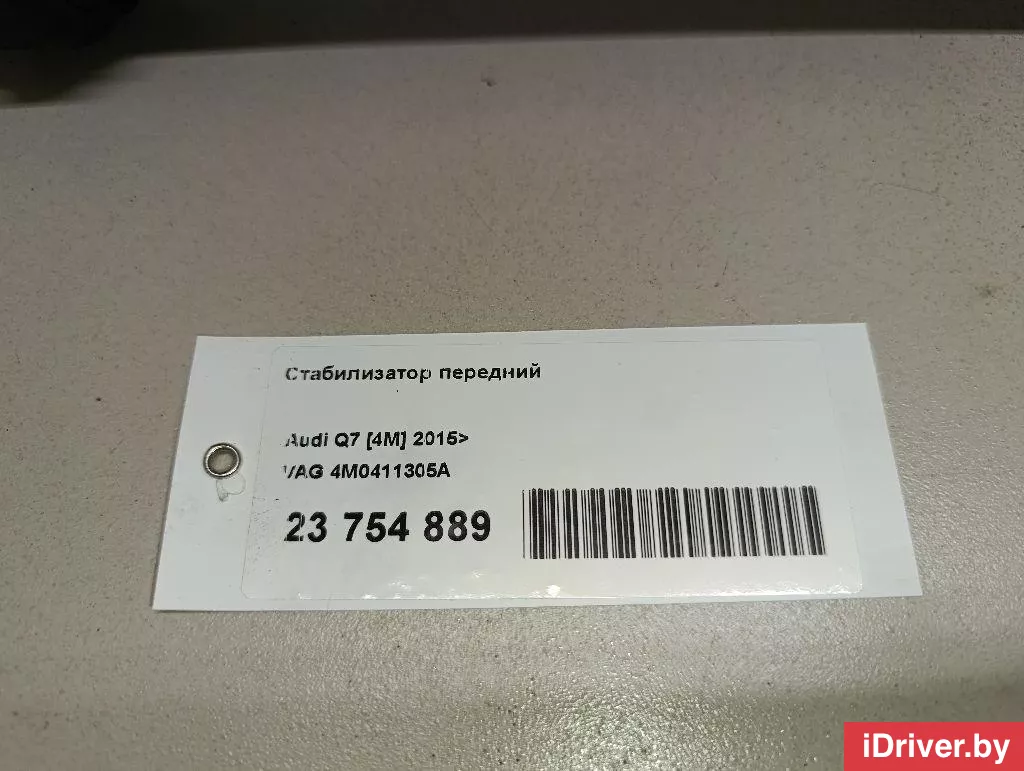 Стабилизатор передний
Audi Q7 [4M] 2015>
VAG 4M0411305A
23 754 889
iDriver.by